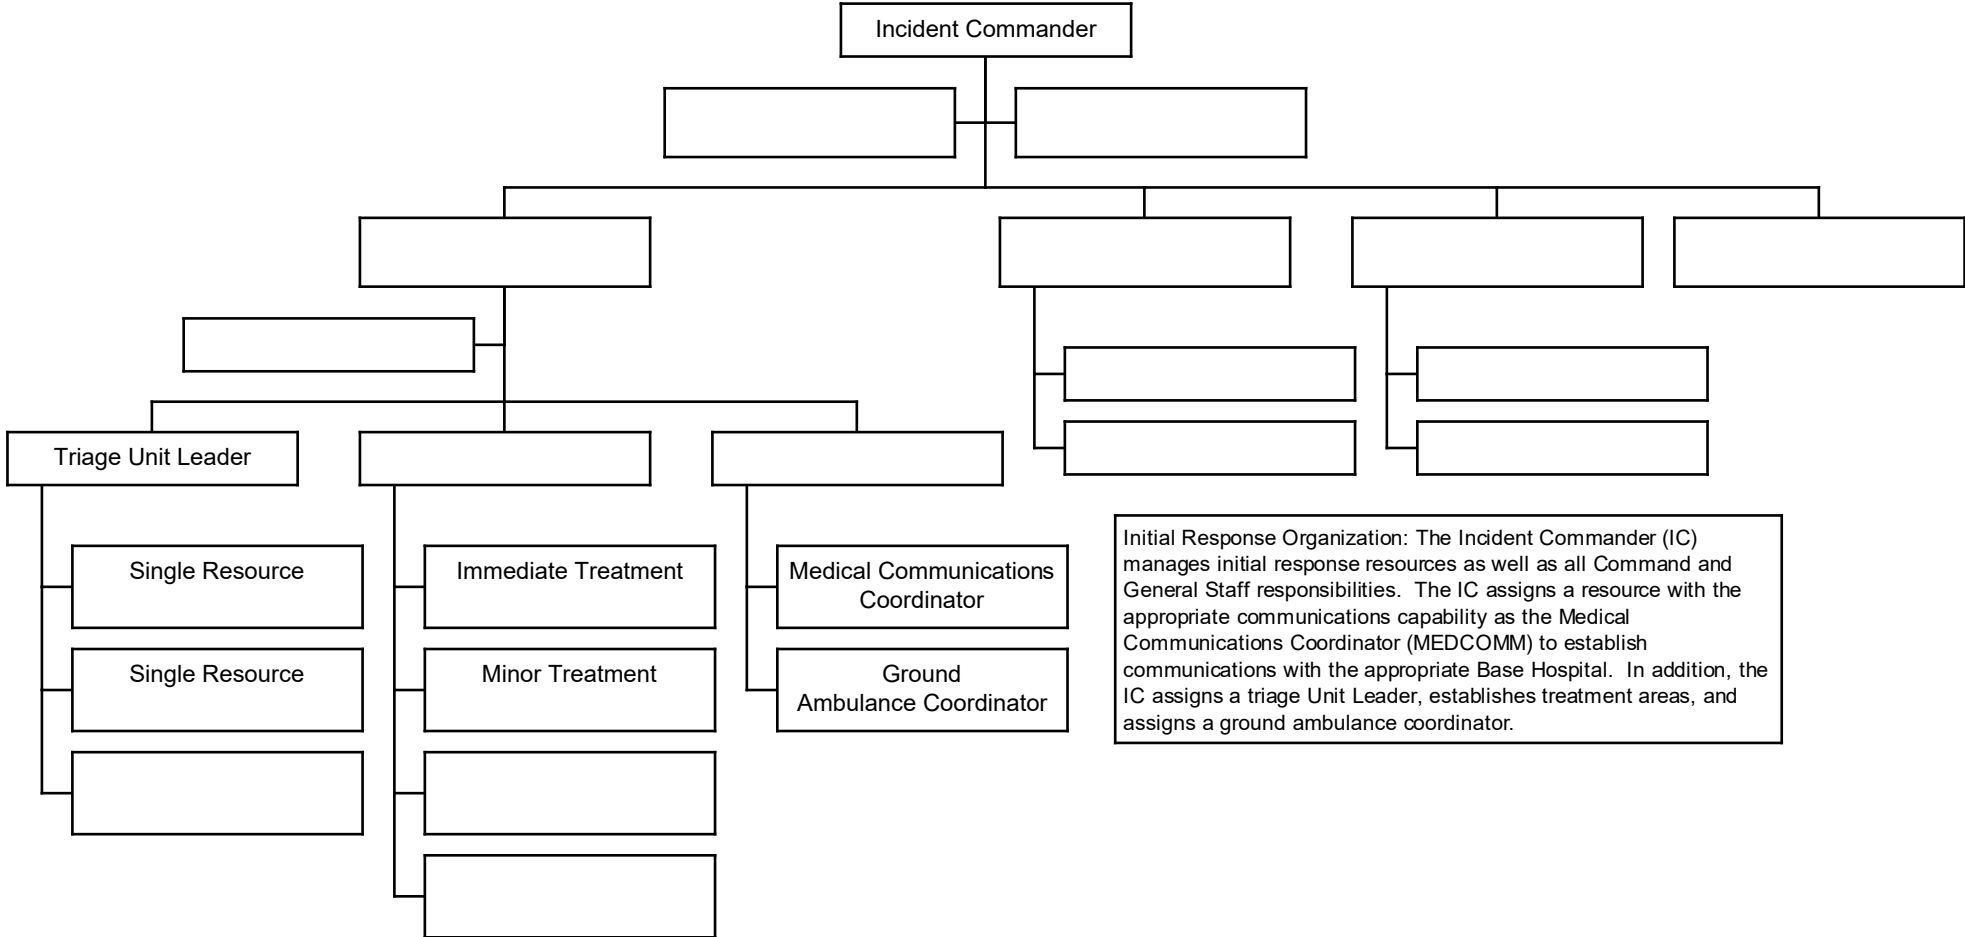 Incident Commander
Triage Unit Leader
Single Resource
Single Resource
Immediate Treatment
Minor Treatment
Medical Communications
Coordinator
Ground
Ambulance Coordinator
Initial Response Organization: The Incident Commander (IC)
manages initial response resources as well as all Command and
General Staff responsibilities. The IC assigns a resource with the
appropriate communications capability as the Medical
Communications Coordinator (MEDCOMM) to establish
communications with the appropriate Base Hospital. In addition, the
IC assigns a triage Unit Leader, establishes treatment areas, and
assigns a ground ambulance coordinator.